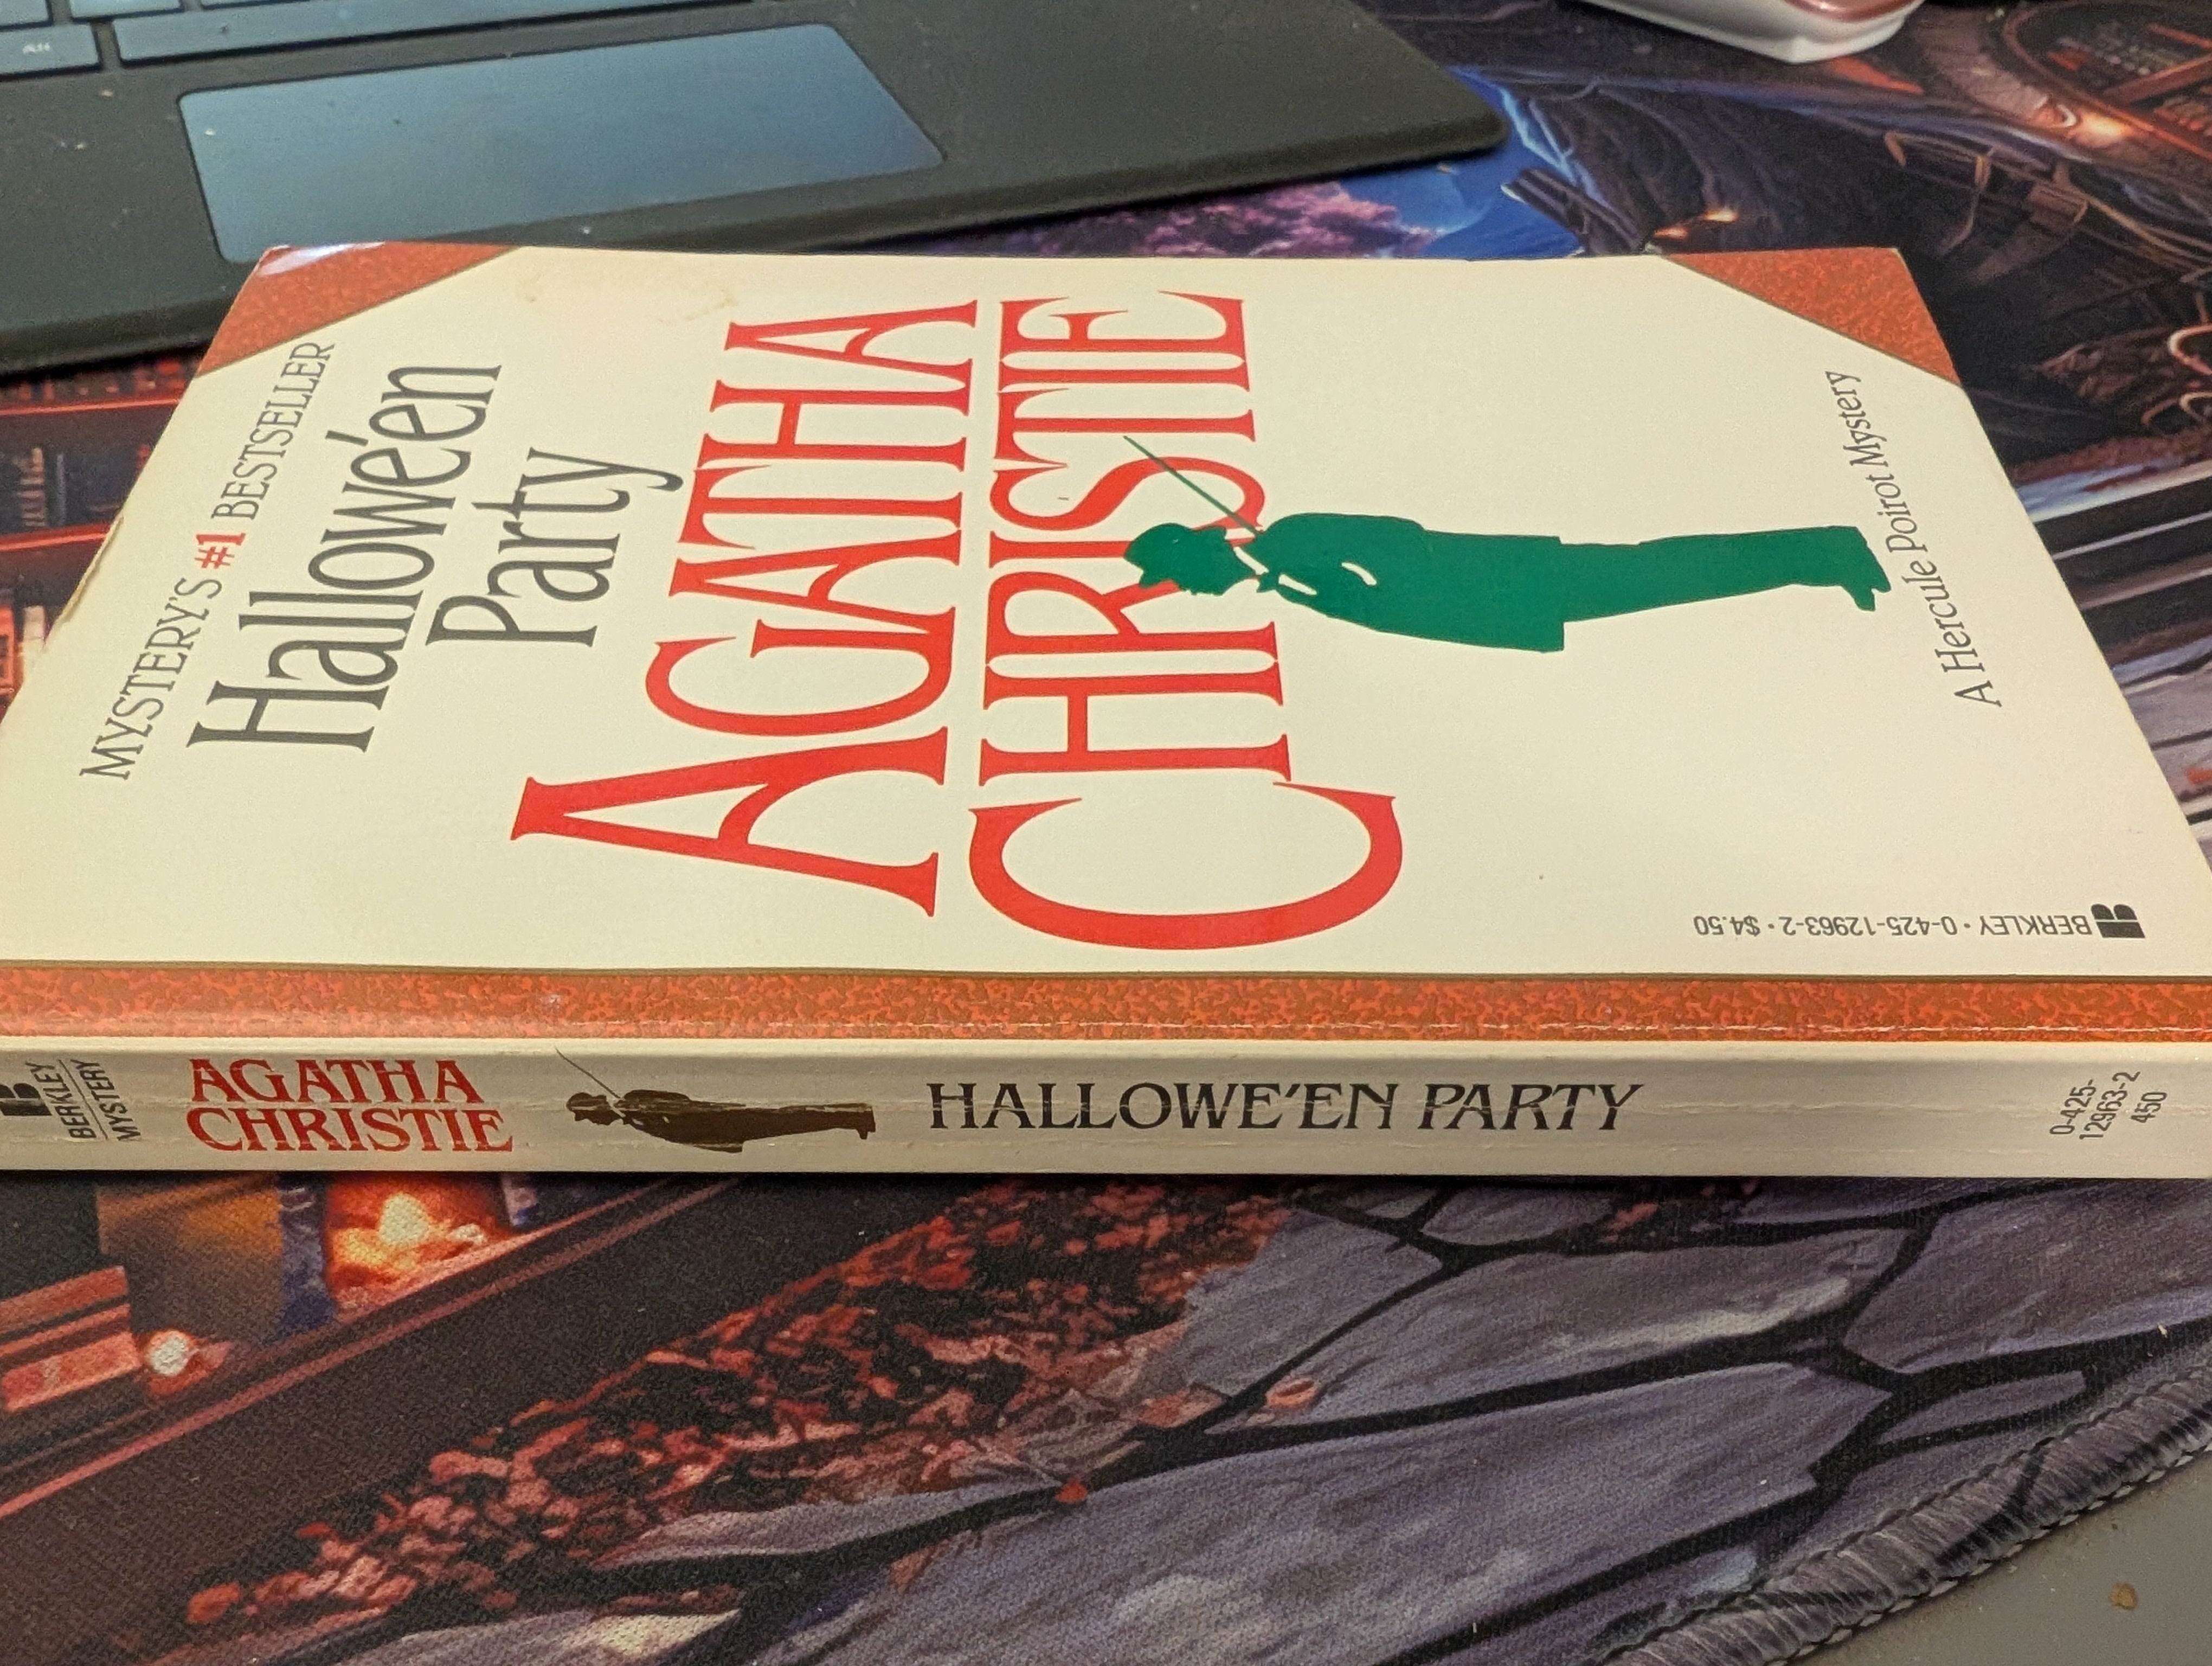 Alt
MYSTERY'S #1 BESTSELLER
Hallowe'en
Party
AGATHA
CHRISTIE
A Hercule Poirot Mystery
BERKLEY • 0-425-12963-2 • $4.50
BERKLEY
MYSTERY
AGATHA
CHRISTIE
HALLOWE'EN PARTY
0-425-
12963-2
450